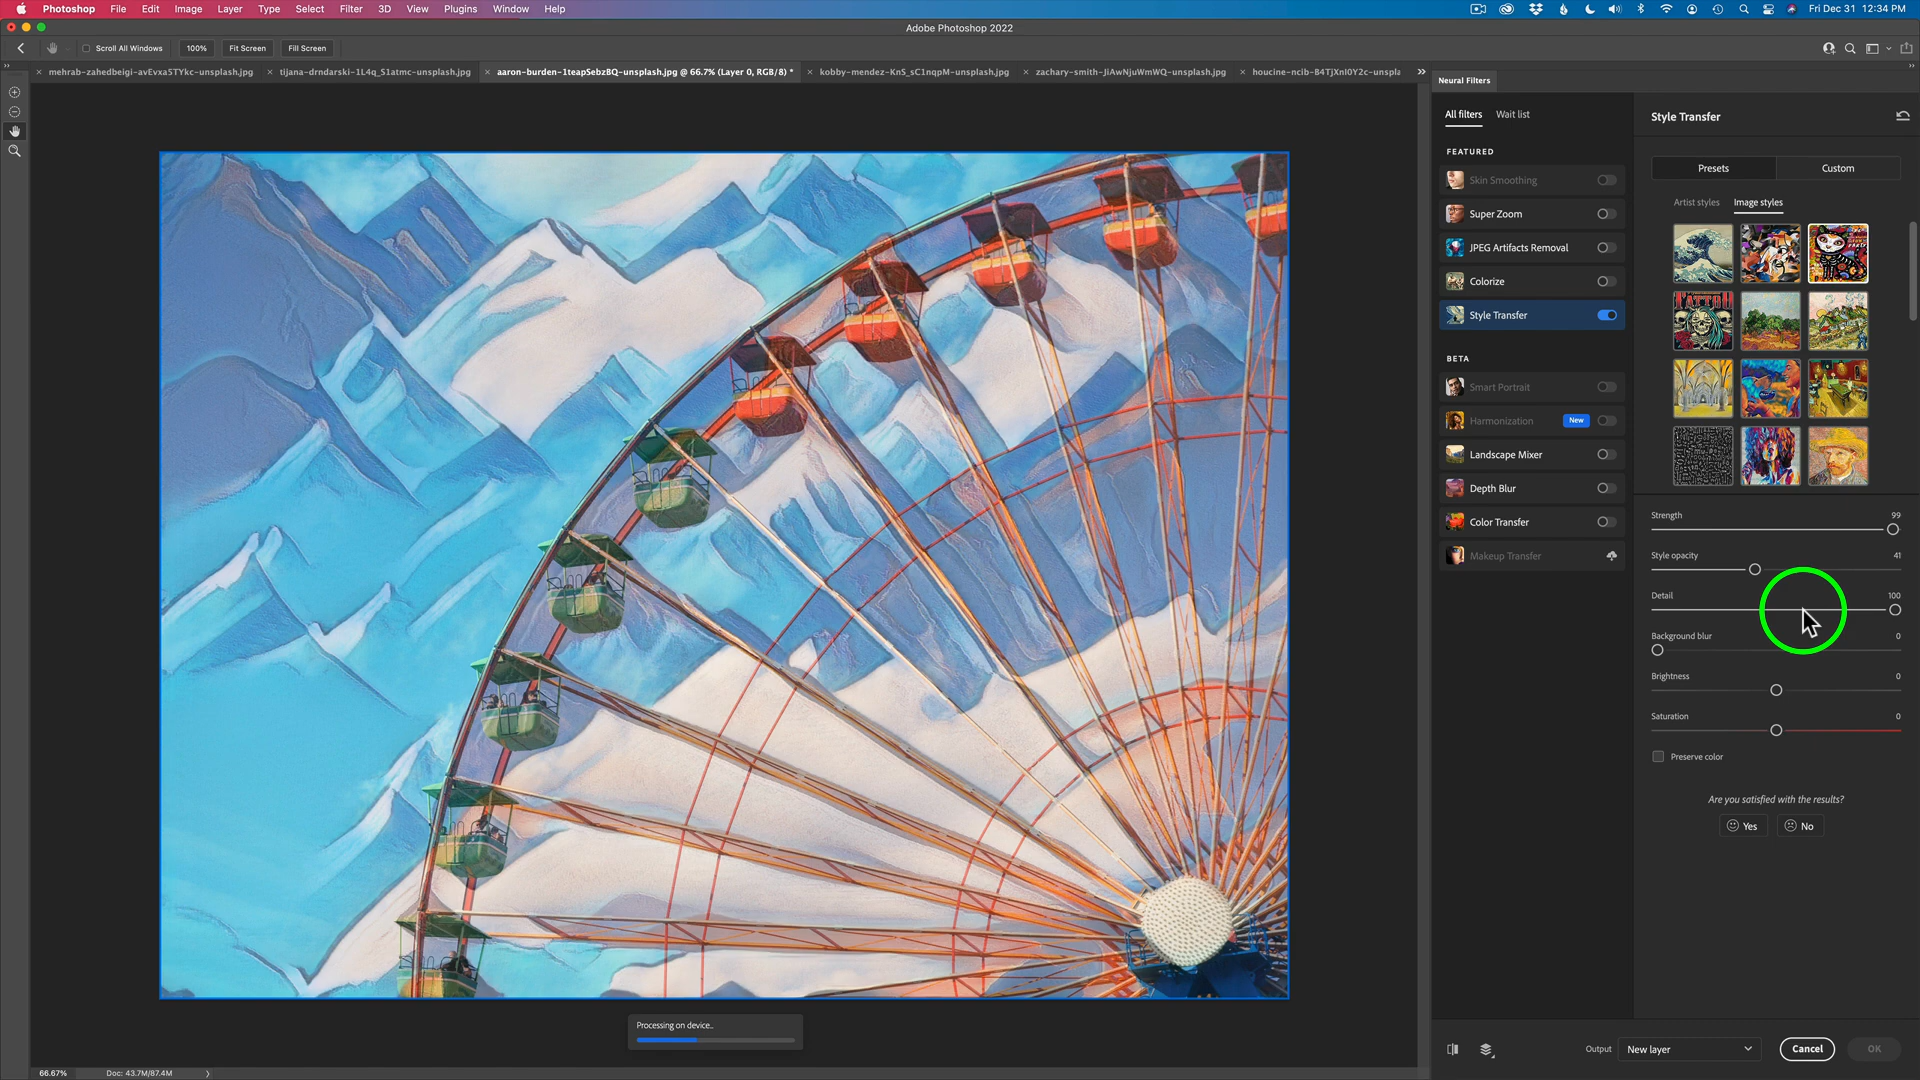 Photoshop File Edit Image Layer Type Select Filter 3D View Plugins Window Help Fri Dec 31 12:34 PM
Adobe Photoshop 2022
Scroll All Windows 100% Fit Screen Fill Screen
mehrab-zahedbeigi-avEvxa5TYkc-unsplash.jpg tijana-drndarski-1L4q_S1atmc-unsplash.jpg aaron-burden-1teapSebzBQ-unsplash.jpg @ 66.7% (Layer 0, RGB/8) * kobby-mendez-KnS_sC1nqpM-unsplash.jpg zachary-smith-JiAwNjuWmWQ-unsplash.jpg houcine-ncib-B4TjXnI0Y2c-unspla
Neural Filters
All filters Wait list
FEATURED
Skin Smoothing
Super Zoom
JPEG Artifacts Removal
Colorize
Style Transfer
BETA
Smart Portrait
Harmonization New
Landscape Mixer
Depth Blur
Color Transfer
Makeup Transfer
Style Transfer
Presets Custom
Artist styles Image styles
TATTOO
Strength 99
Style opacity 41
Detail 100
Background blur 0
Brightness 0
Saturation 0
Preserve color
Are you satisfied with the results?
Yes No
Processing on device...
Output New layer Cancel OK
66.67% Doc: 43.7M/87.4M